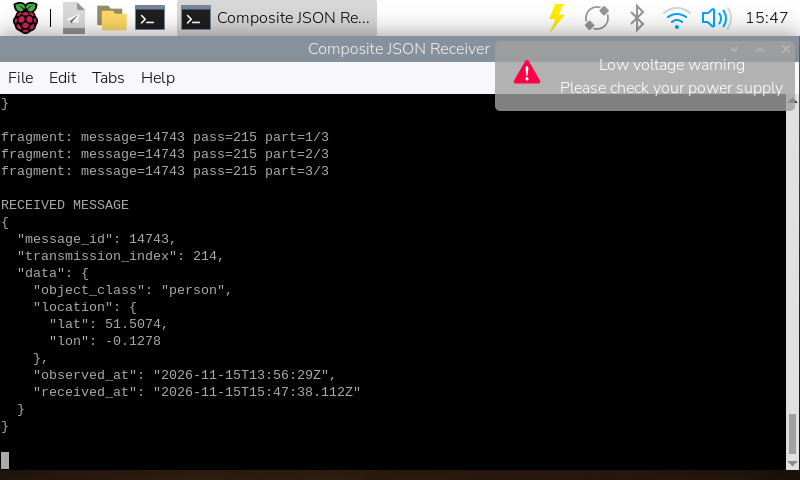 Composite JSON Re...
15:47
Composite JSON Receiver
Low voltage warning
Please check your power supply
File Edit Tabs Help
}
fragment: message=14743 pass=215 part=1/3
fragment: message=14743 pass=215 part=2/3
fragment: message=14743 pass=215 part=3/3
RECEIVED MESSAGE
{
  "message_id": 14743,
  "transmission_index": 214,
  "data": {
    "object_class": "person",
    "location": {
      "lat": 51.5074,
      "lon": -0.1278
    },
    "observed_at": "2026-11-15T13:56:29Z",
    "received_at": "2026-11-15T15:47:38.112Z"
  }
}